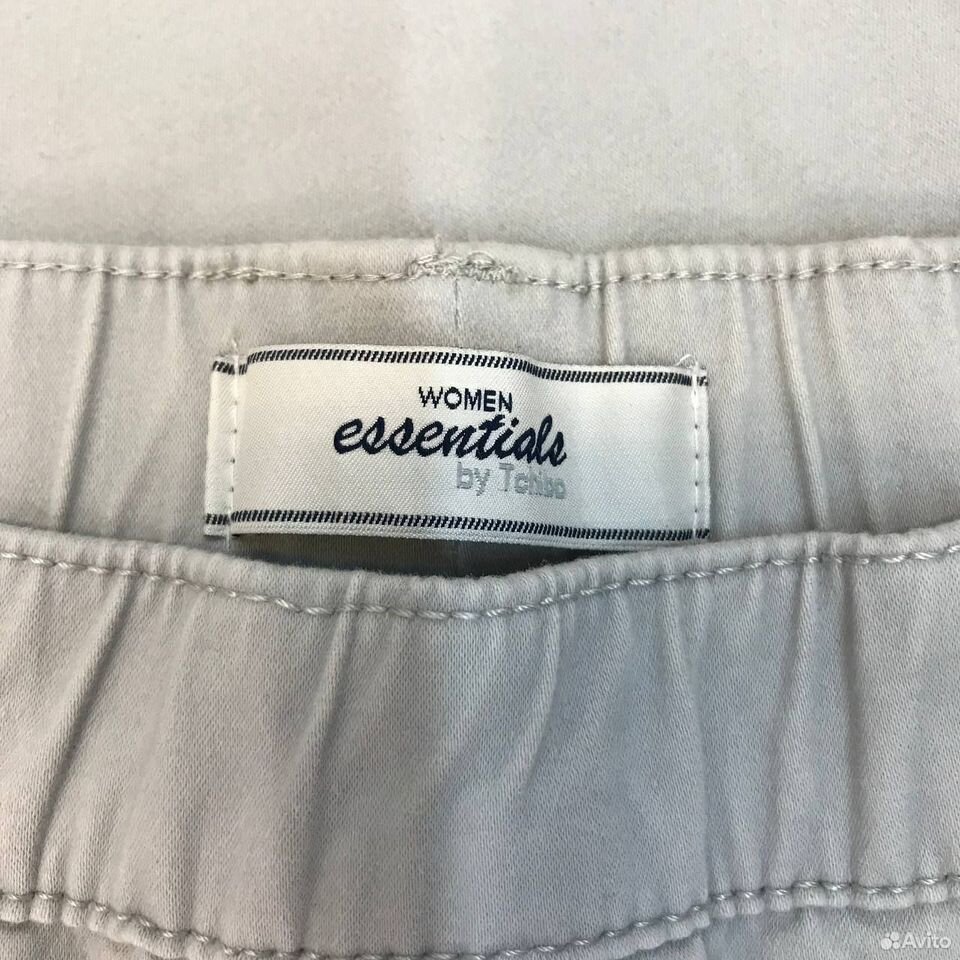 WOMEN
essentials
by Tchibo
Avito